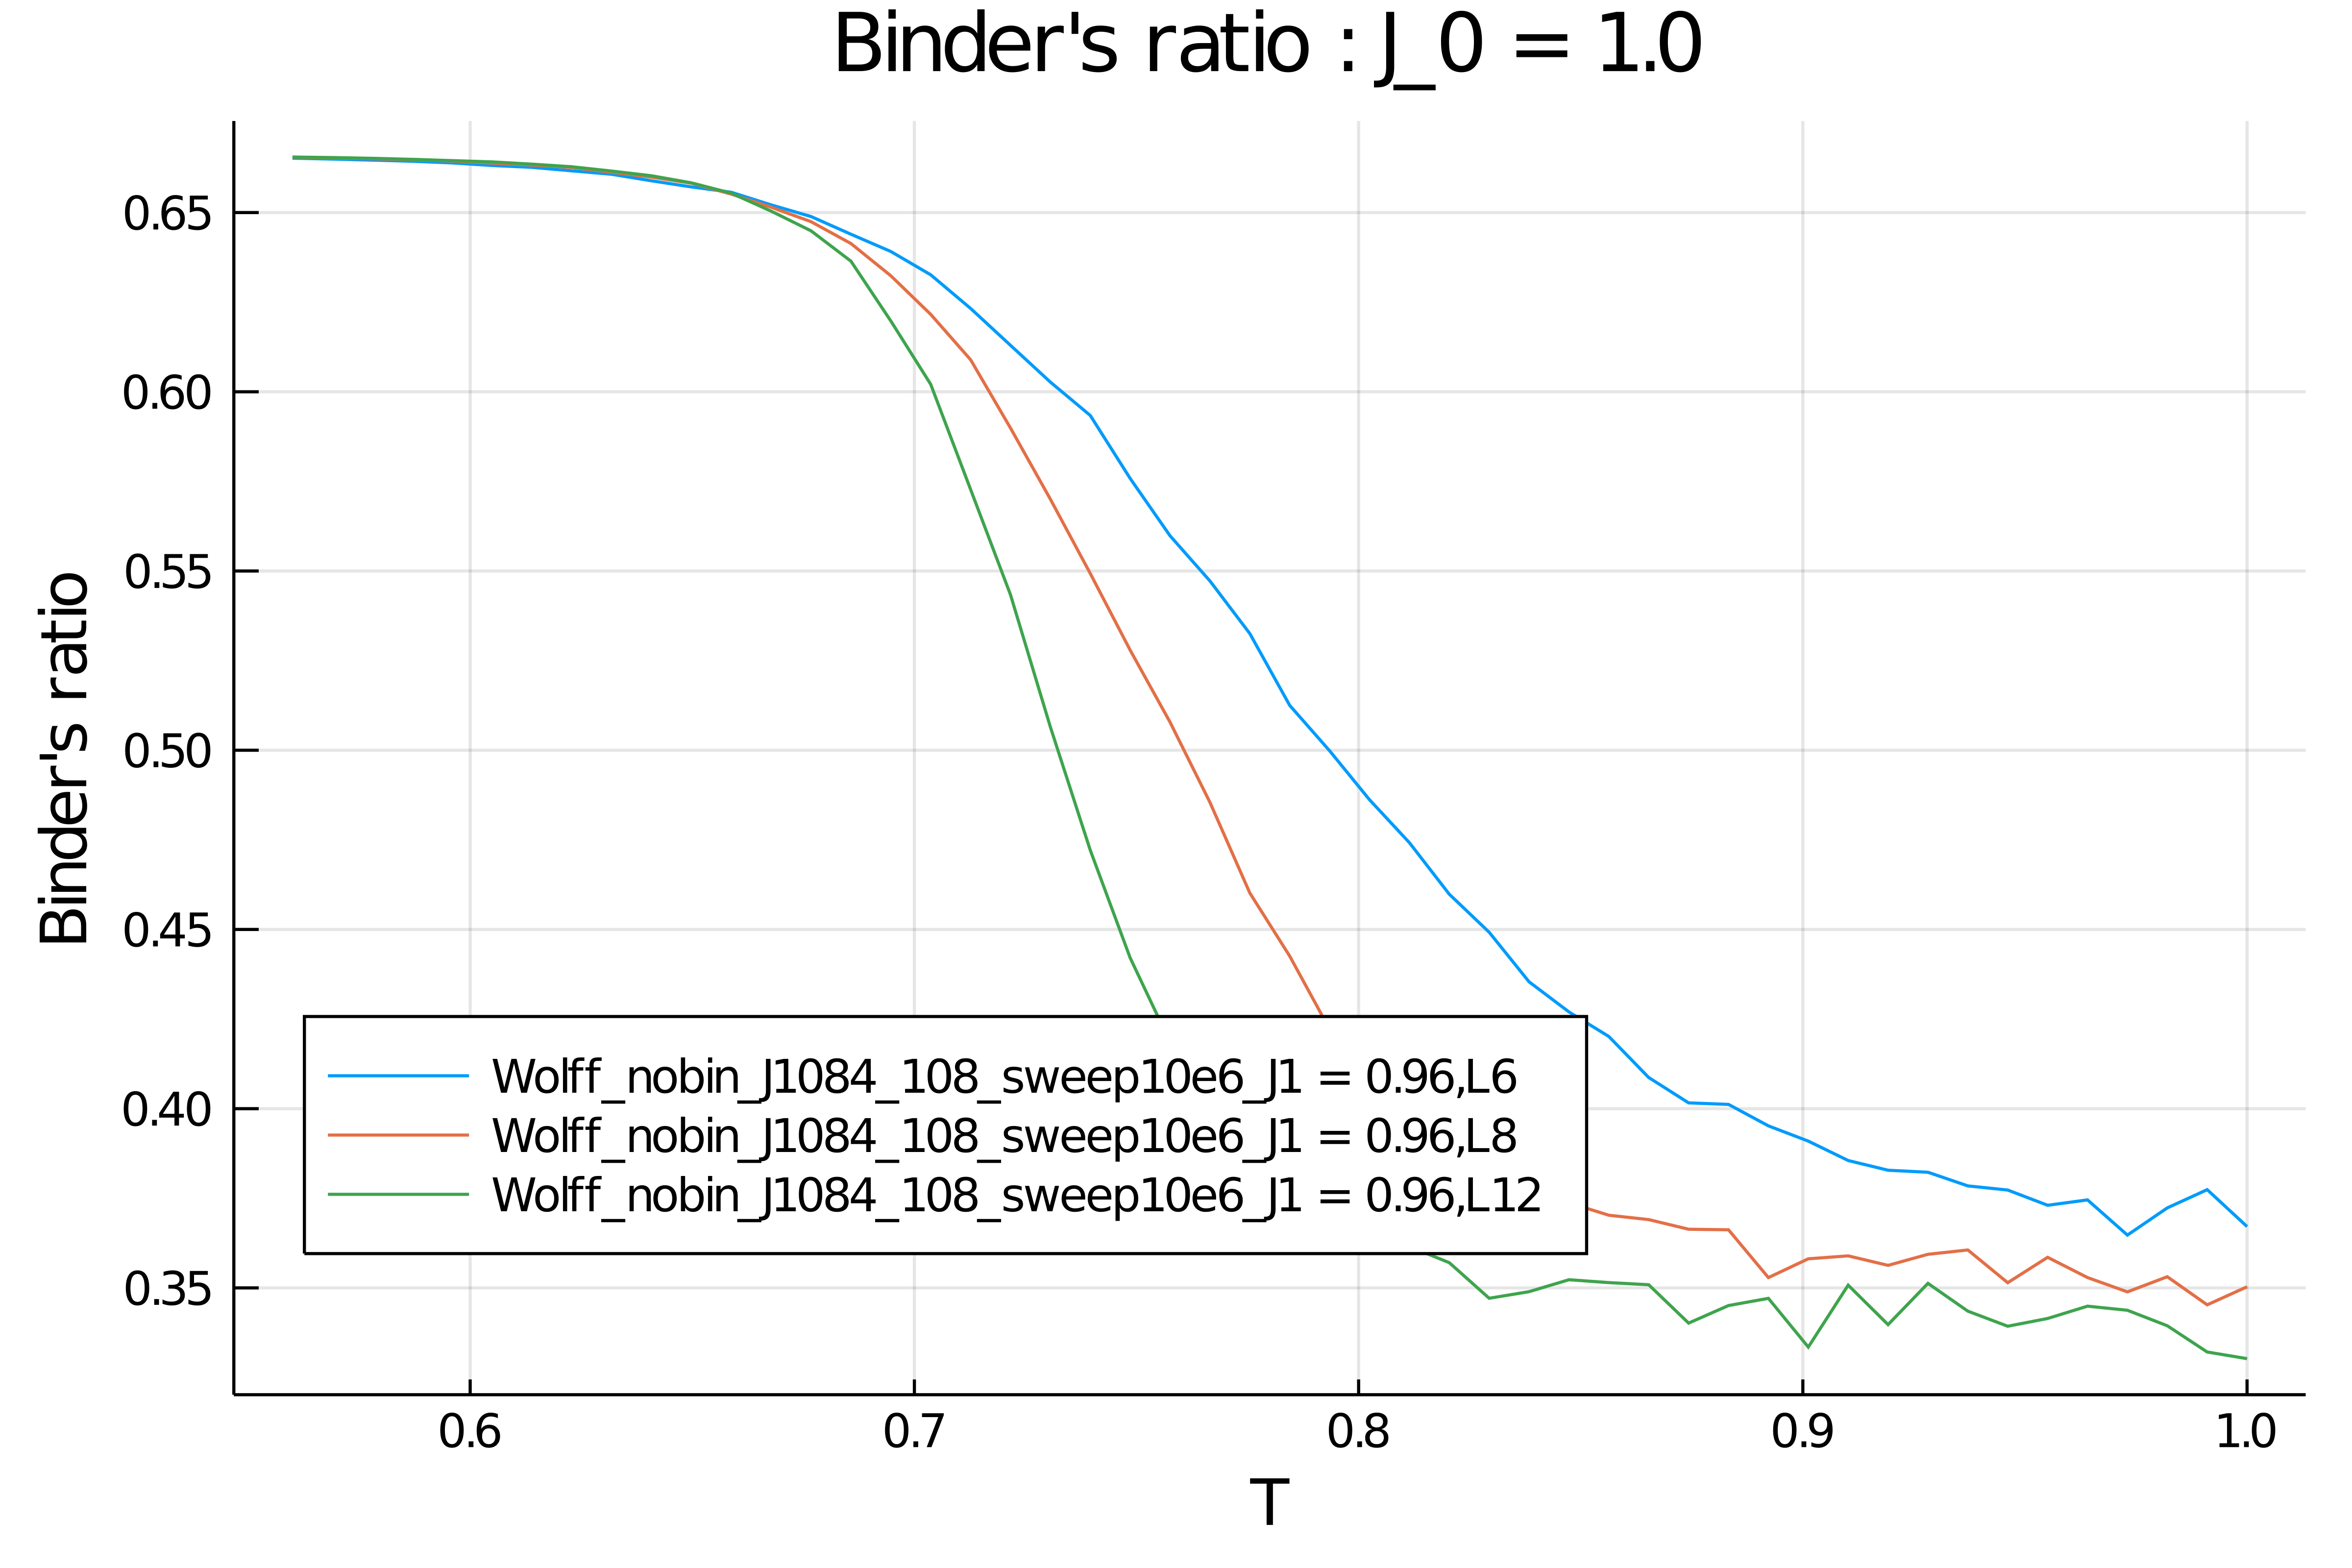 Binder's ratio : J_0 = 1.0
Binder's ratio
0.65
0.60
0.55
0.50
0.45
0.40
0.35
Wolff_nobin_J1084_108_sweep10e6_J1 = 0.96,L6
Wolff_nobin_J1084_108_sweep10e6_J1 = 0.96,L8
Wolff_nobin_J1084_108_sweep10e6_J1 = 0.96,L12
0.6 0.7 0.8 0.9 1.0
T